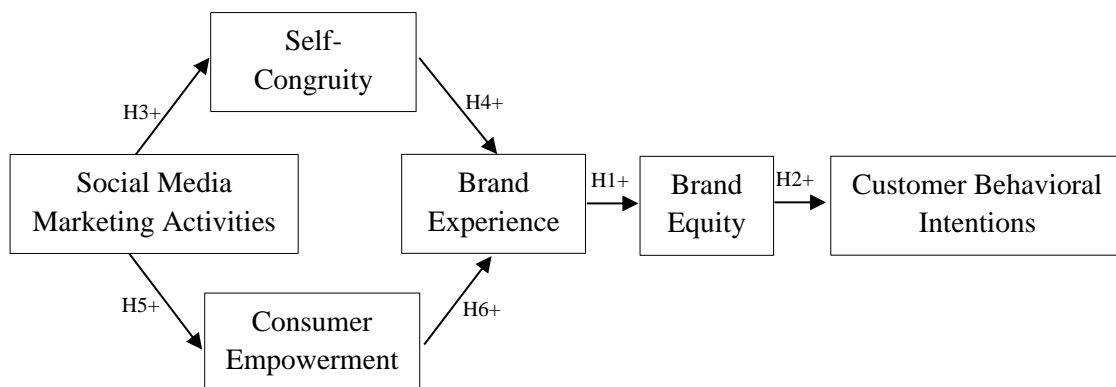 Self-
Congruity
H3+
H4+
Social Media
Marketing Activities
Brand
Experience
H1+
Brand
Equity
H2+
Customer Behavioral
Intentions
H5+
H6+
Consumer
Empowerment